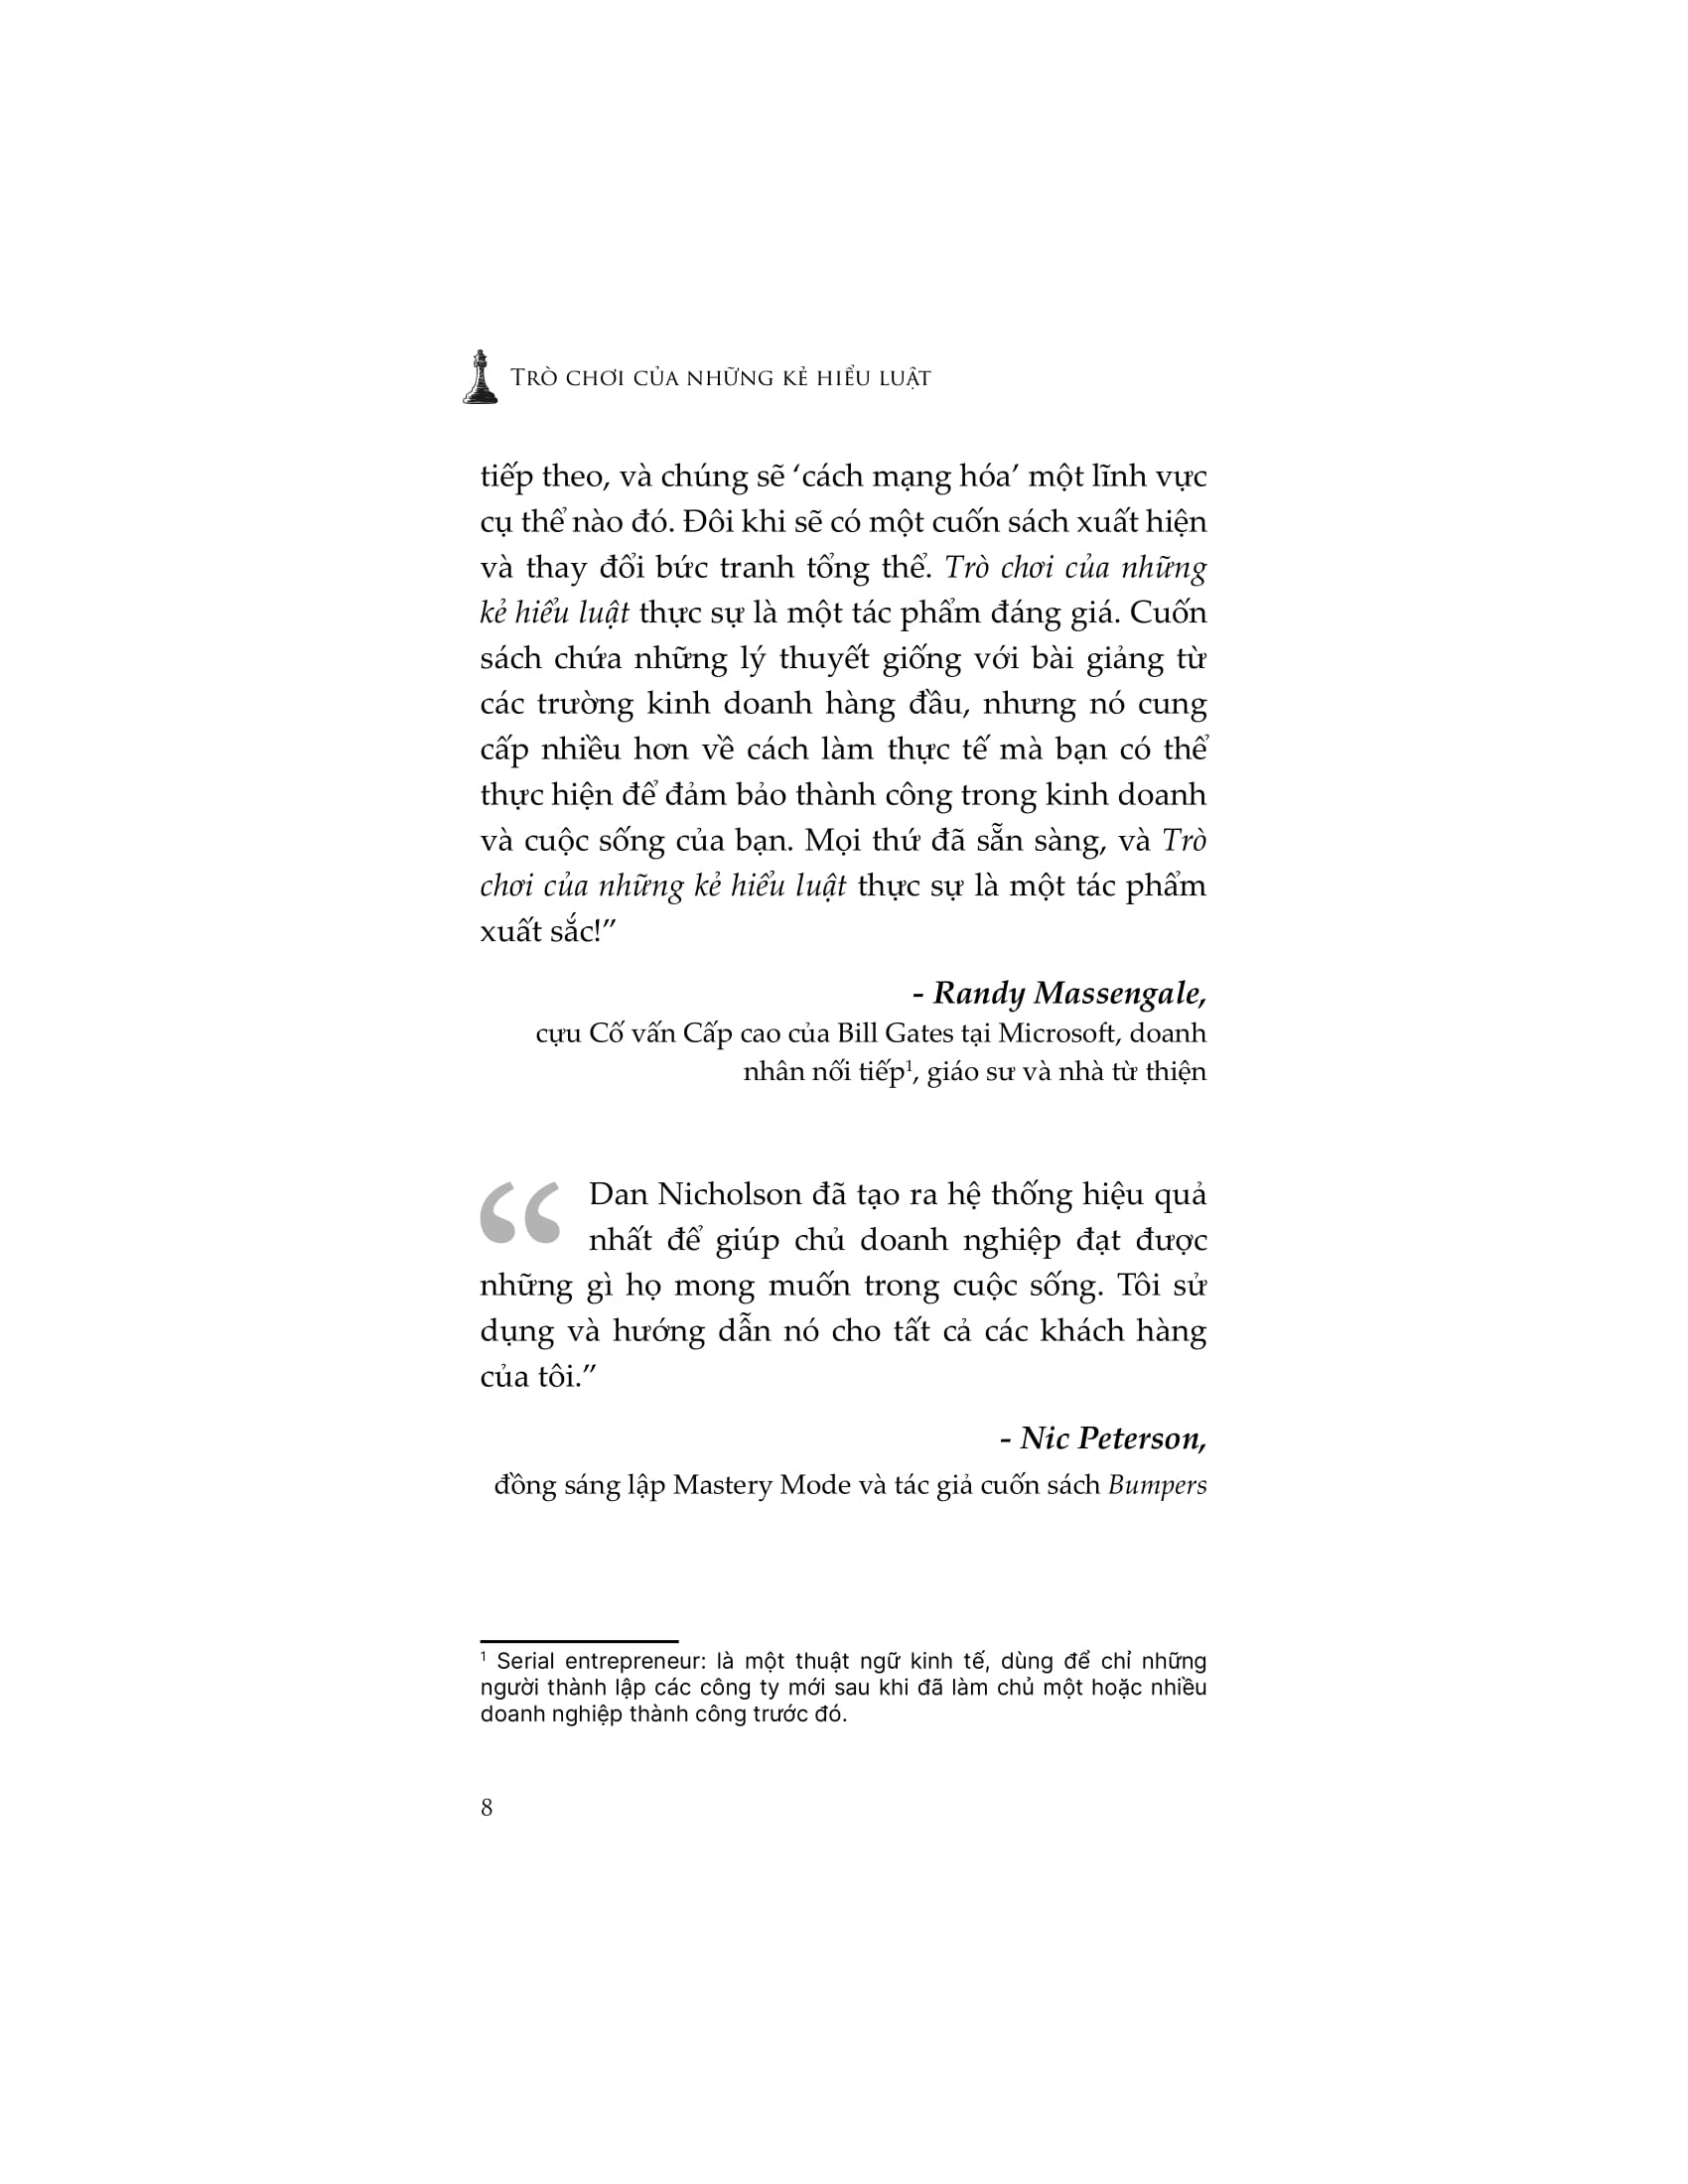 Trò chơi của những kẻ hiểu luật
tiếp theo, và chúng sẽ ‘cách mạng hóa’ một lĩnh vực
cụ thể nào đó. Đôi khi sẽ có một cuốn sách xuất hiện
và thay đổi bức tranh tổng thể. Trò chơi của những
kẻ hiểu luật thực sự là một tác phẩm đáng giá. Cuốn
sách chứa những lý thuyết giống với bài giảng từ
các trường kinh doanh hàng đầu, nhưng nó cung
cấp nhiều hơn về cách làm thực tế mà bạn có thể
thực hiện để đảm bảo thành công trong kinh doanh
và cuộc sống của bạn. Mọi thứ đã sẵn sàng, và Trò
chơi của những kẻ hiểu luật thực sự là một tác phẩm
xuất sắc!”
- Randy Massengale,
cựu Cố vấn Cấp cao của Bill Gates tại Microsoft, doanh
nhân nối tiếp¹, giáo sư và nhà từ thiện
“ Dan Nicholson đã tạo ra hệ thống hiệu quả
nhất để giúp chủ doanh nghiệp đạt được
những gì họ mong muốn trong cuộc sống. Tôi sử
dụng và hướng dẫn nó cho tất cả các khách hàng
của tôi.”
- Nic Peterson,
đồng sáng lập Mastery Mode và tác giả cuốn sách Bumpers
¹ Serial entrepreneur: là một thuật ngữ kinh tế, dùng để chỉ những
người thành lập các công ty mới sau khi đã làm chủ một hoặc nhiều
doanh nghiệp thành công trước đó.
8